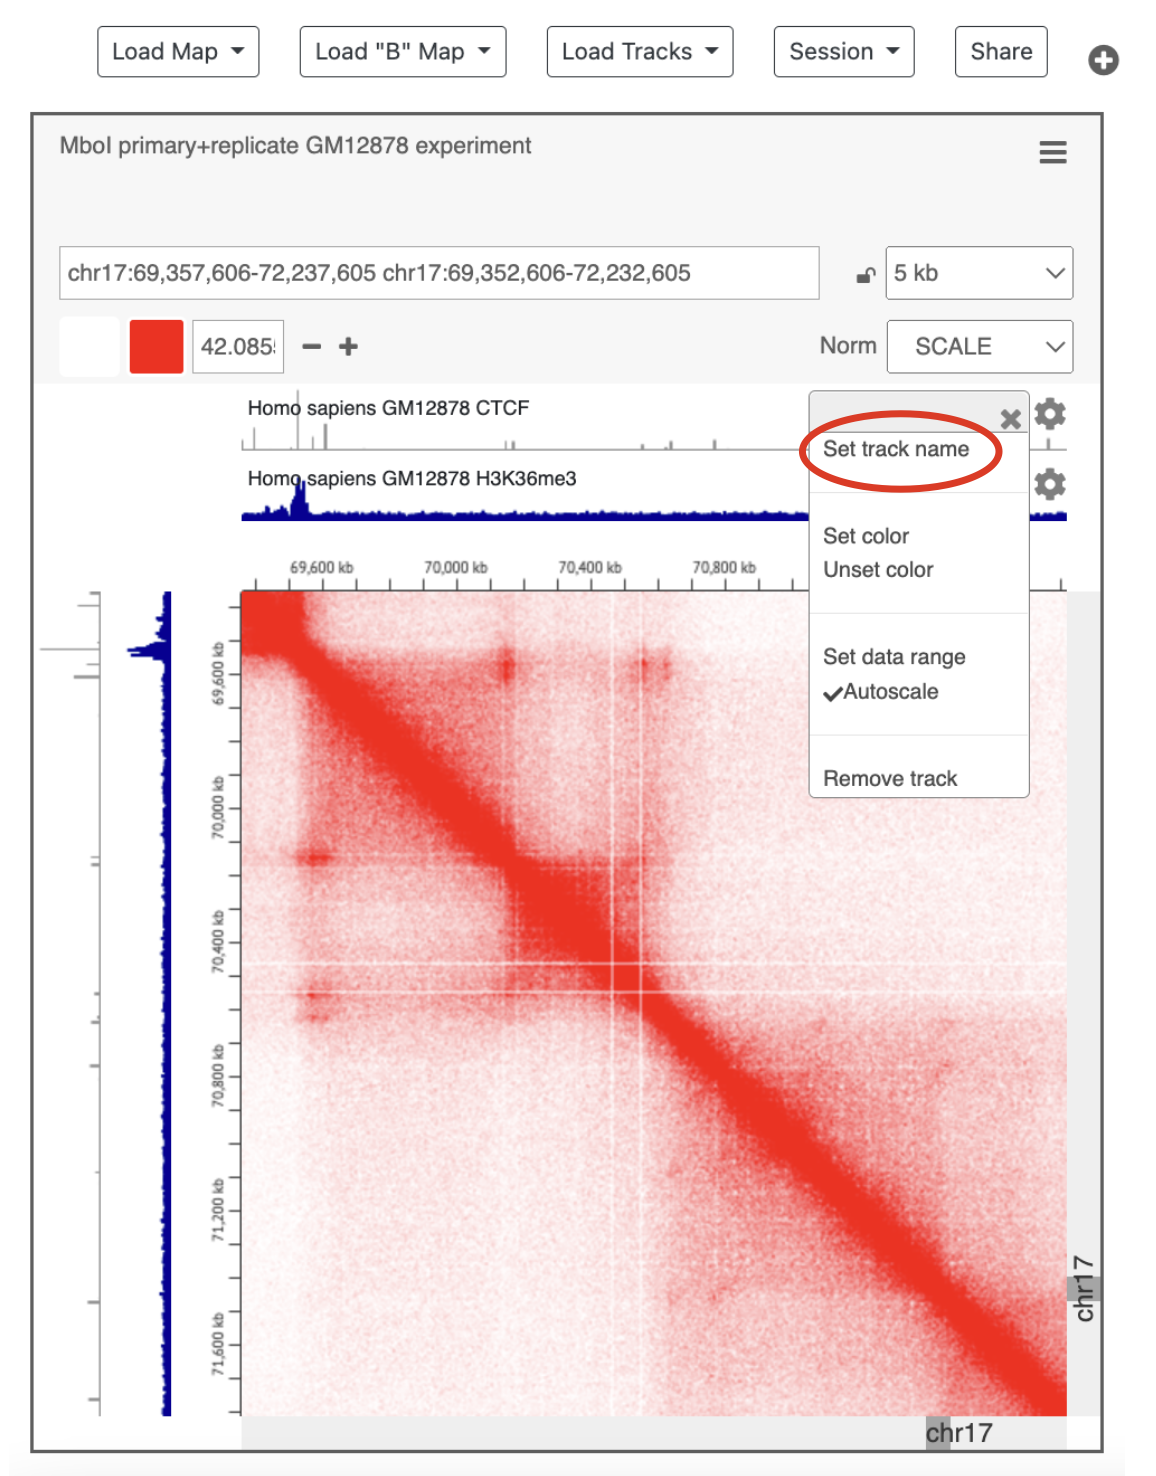 Load Map
Load "B" Map
Load Tracks
Session
Share
MboI primary+replicate GM12878 experiment
chr17:69,357,606-72,237,605 chr17:69,352,606-72,232,605
5 kb
42.085
Norm
SCALE
Homo sapiens GM12878 CTCF
Set track name
Homo sapiens GM12878 H3K36me3
Set color
Unset color
Set data range
Autoscale
Remove track
69,600 kb
70,000 kb
70,400 kb
70,800 kb
69,600 kb
70,000 kb
70,400 kb
70,800 kb
71,200 kb
71,600 kb
chr17
chr17